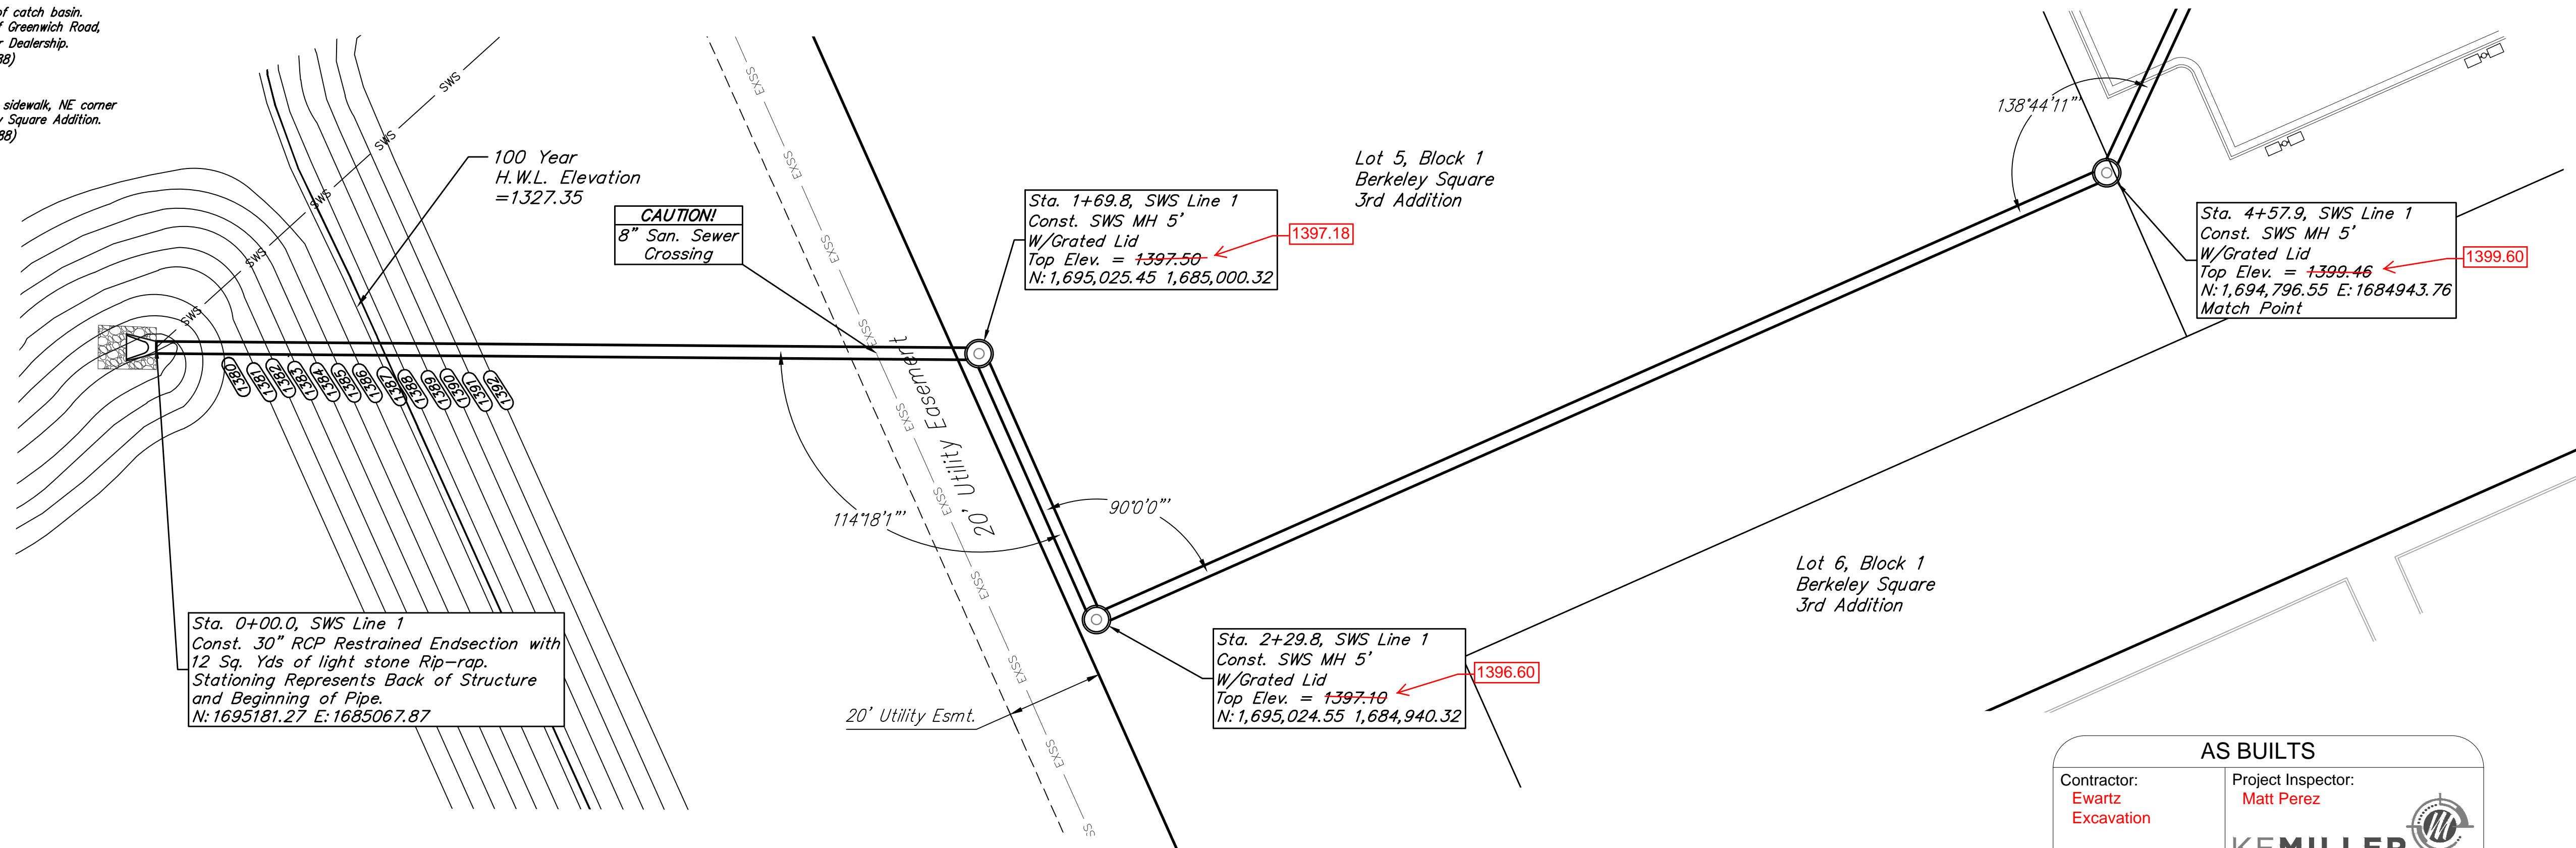 of catch basin.
f Greenwich Road,
r Dealership.
88)
sidewalk, NE corner
y Square Addition.
88)
SWS
SWS
SWS
SWS
SWS
100 Year
H.W.L. Elevation
=1327.35
CAUTION!
8" San. Sewer
Crossing
EXSS
EXSS
EXSS
EXSS
EXSS
EXSS
EXSS
EXSS
EXSS
EXSS
SS
Sta. 1+69.8, SWS Line 1
Const. SWS MH 5'
W/Grated Lid
Top Elev. = 1397.50
N:1,695,025.45 1,685,000.32
1397.18
Lot 5, Block 1
Berkeley Square
3rd Addition
138°44'11"'
Sta. 4+57.9, SWS Line 1
Const. SWS MH 5'
W/Grated Lid
Top Elev. = 1399.46
N:1,694,796.55 E:1684943.76
Match Point
1399.60
1380
1381
1382
1383
1384
1385
1386
1387
1388
1389
1390
1391
1392
20' Utility Easement
114°18'1"'
90°0'0"'
Lot 6, Block 1
Berkeley Square
3rd Addition
Sta. 0+00.0, SWS Line 1
Const. 30" RCP Restrained Endsection with
12 Sq. Yds of light stone Rip-rap.
Stationing Represents Back of Structure
and Beginning of Pipe.
N:1695181.27 E:1685067.87
Sta. 2+29.8, SWS Line 1
Const. SWS MH 5'
W/Grated Lid
Top Elev. = 1397.10
N:1,695,024.55 1,684,940.32
1396.60
20' Utility Esmt.
AS BUILTS
Contractor:
Ewartz
Excavation
Project Inspector:
Matt Perez
KEMILLER